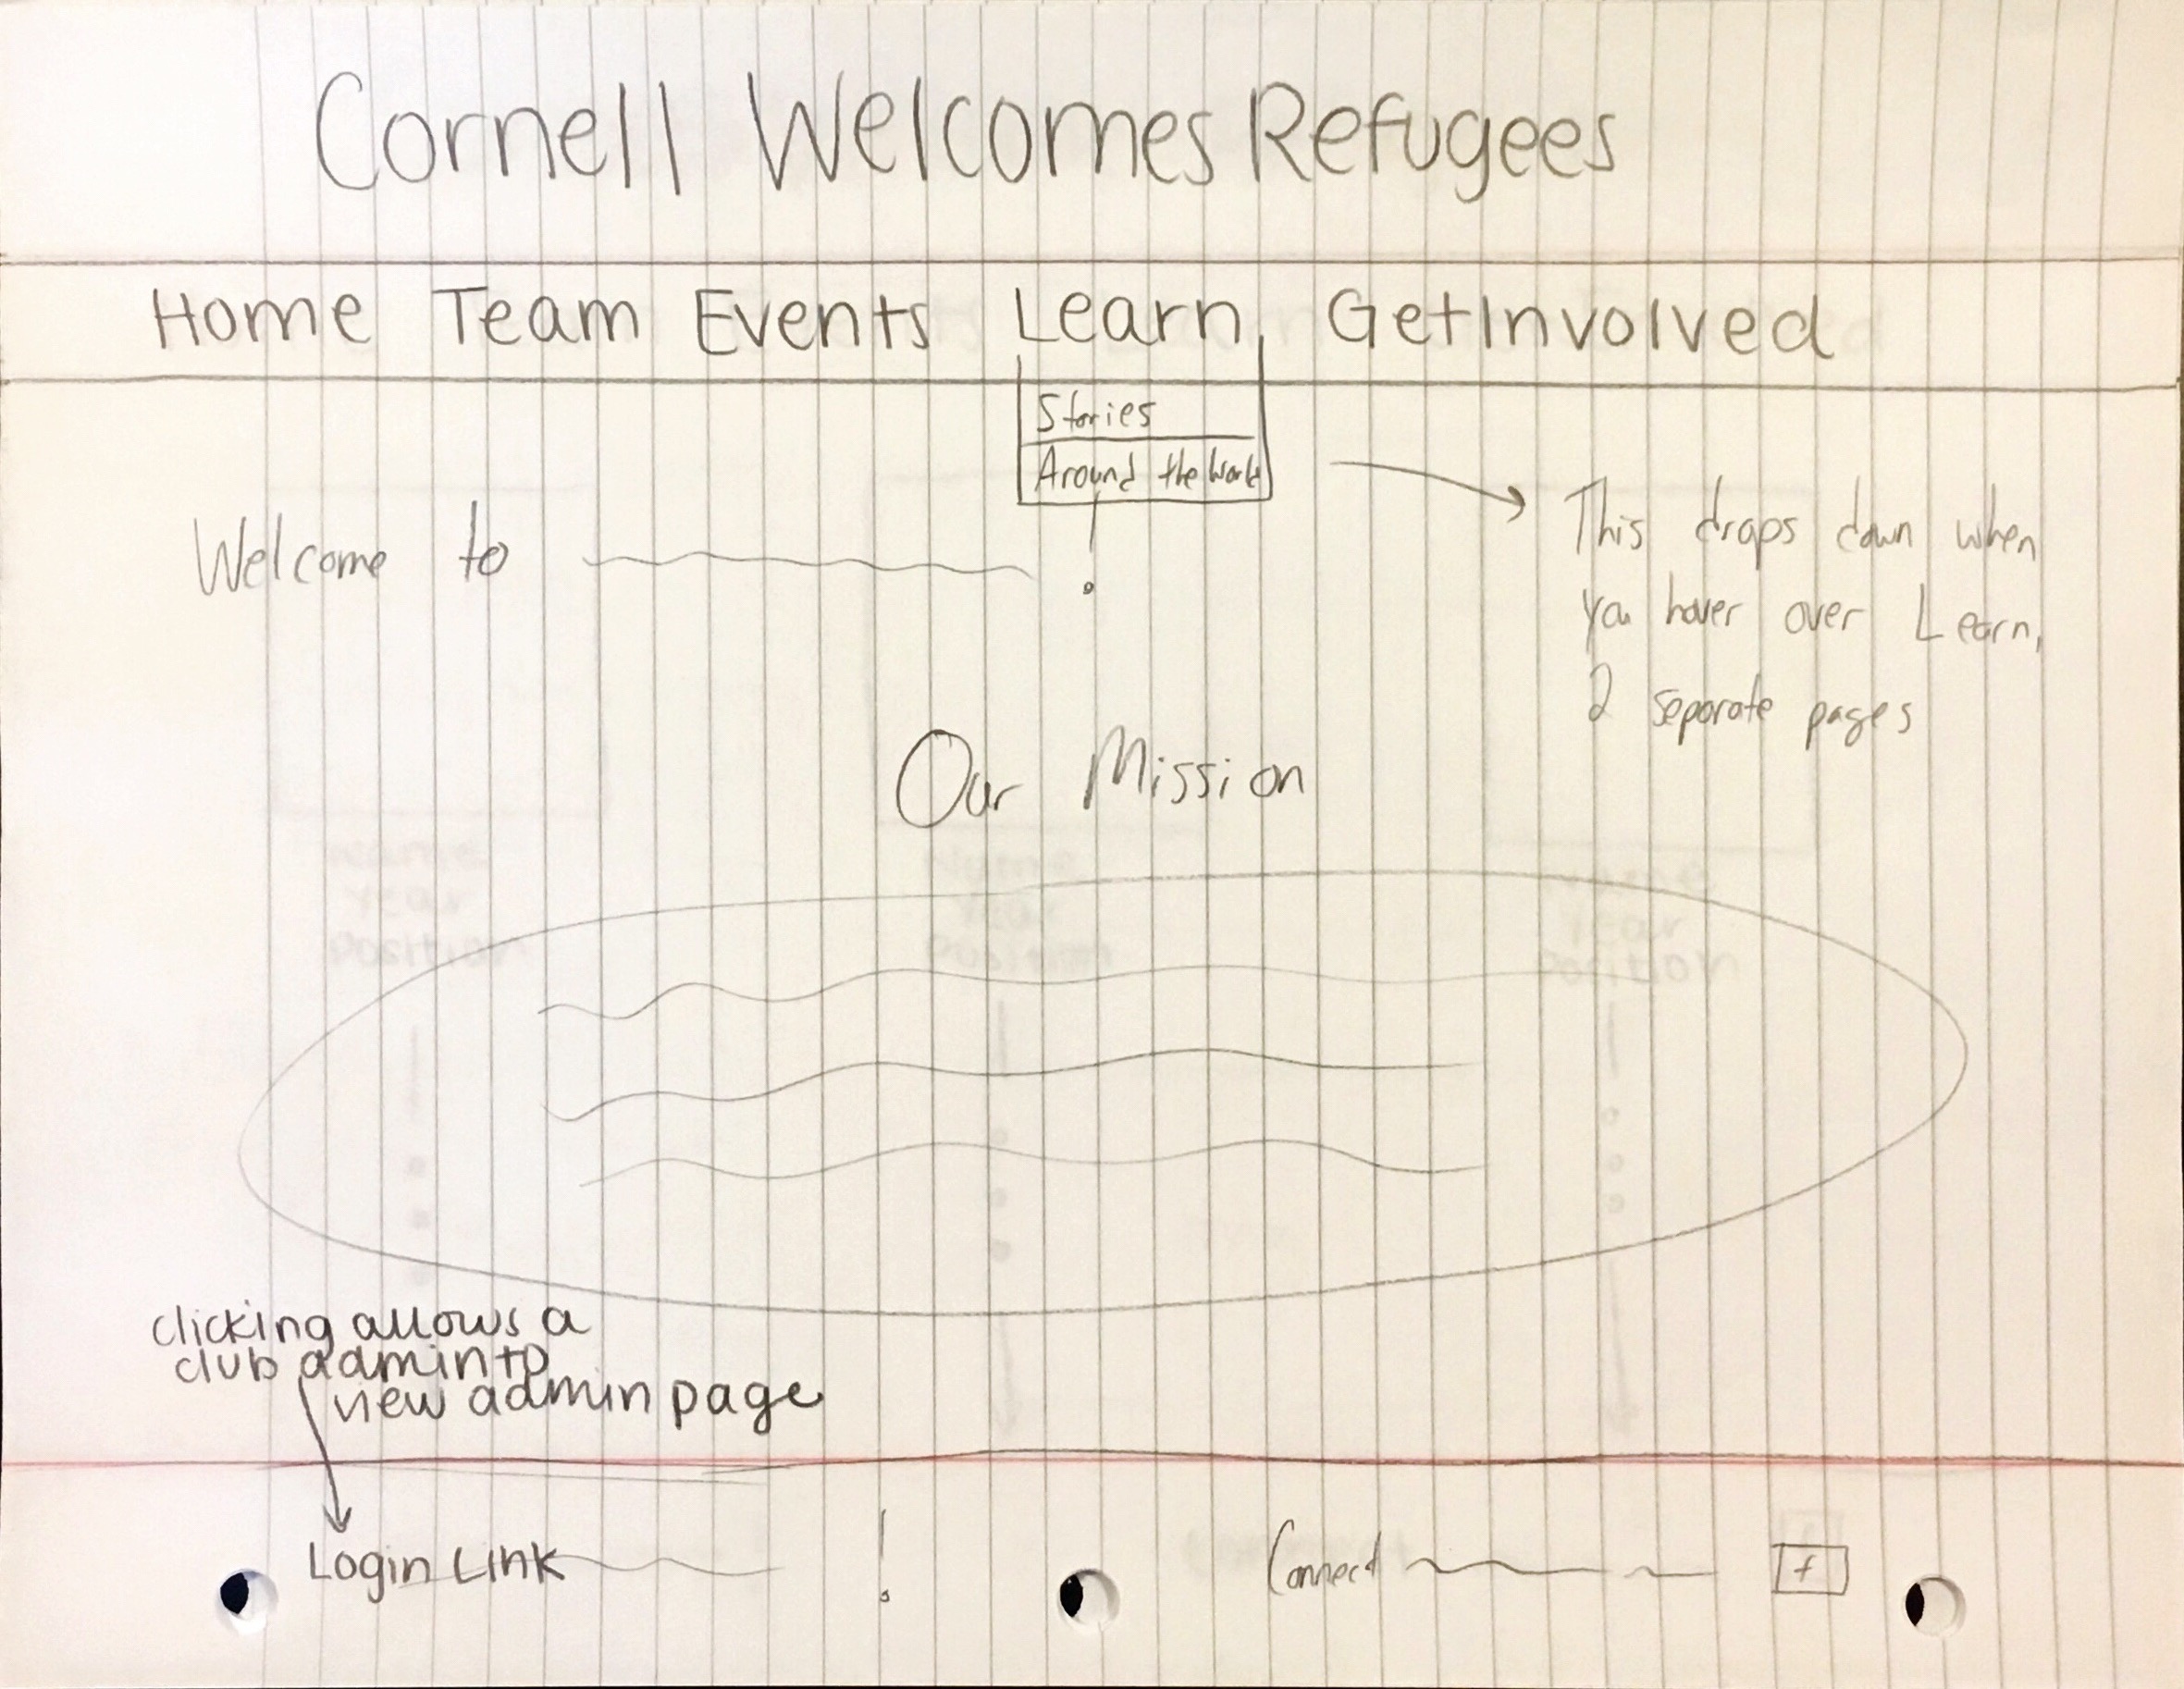 Cornell Welcomes Refugees
Home Team Events Learn GetInvolved
Stories
Around the World
Welcome to !
This drops down when
you hover over Learn,
2 separate pages
Our Mission
clicking allows a
club admin to
view admin page
Login Link !
Connect f